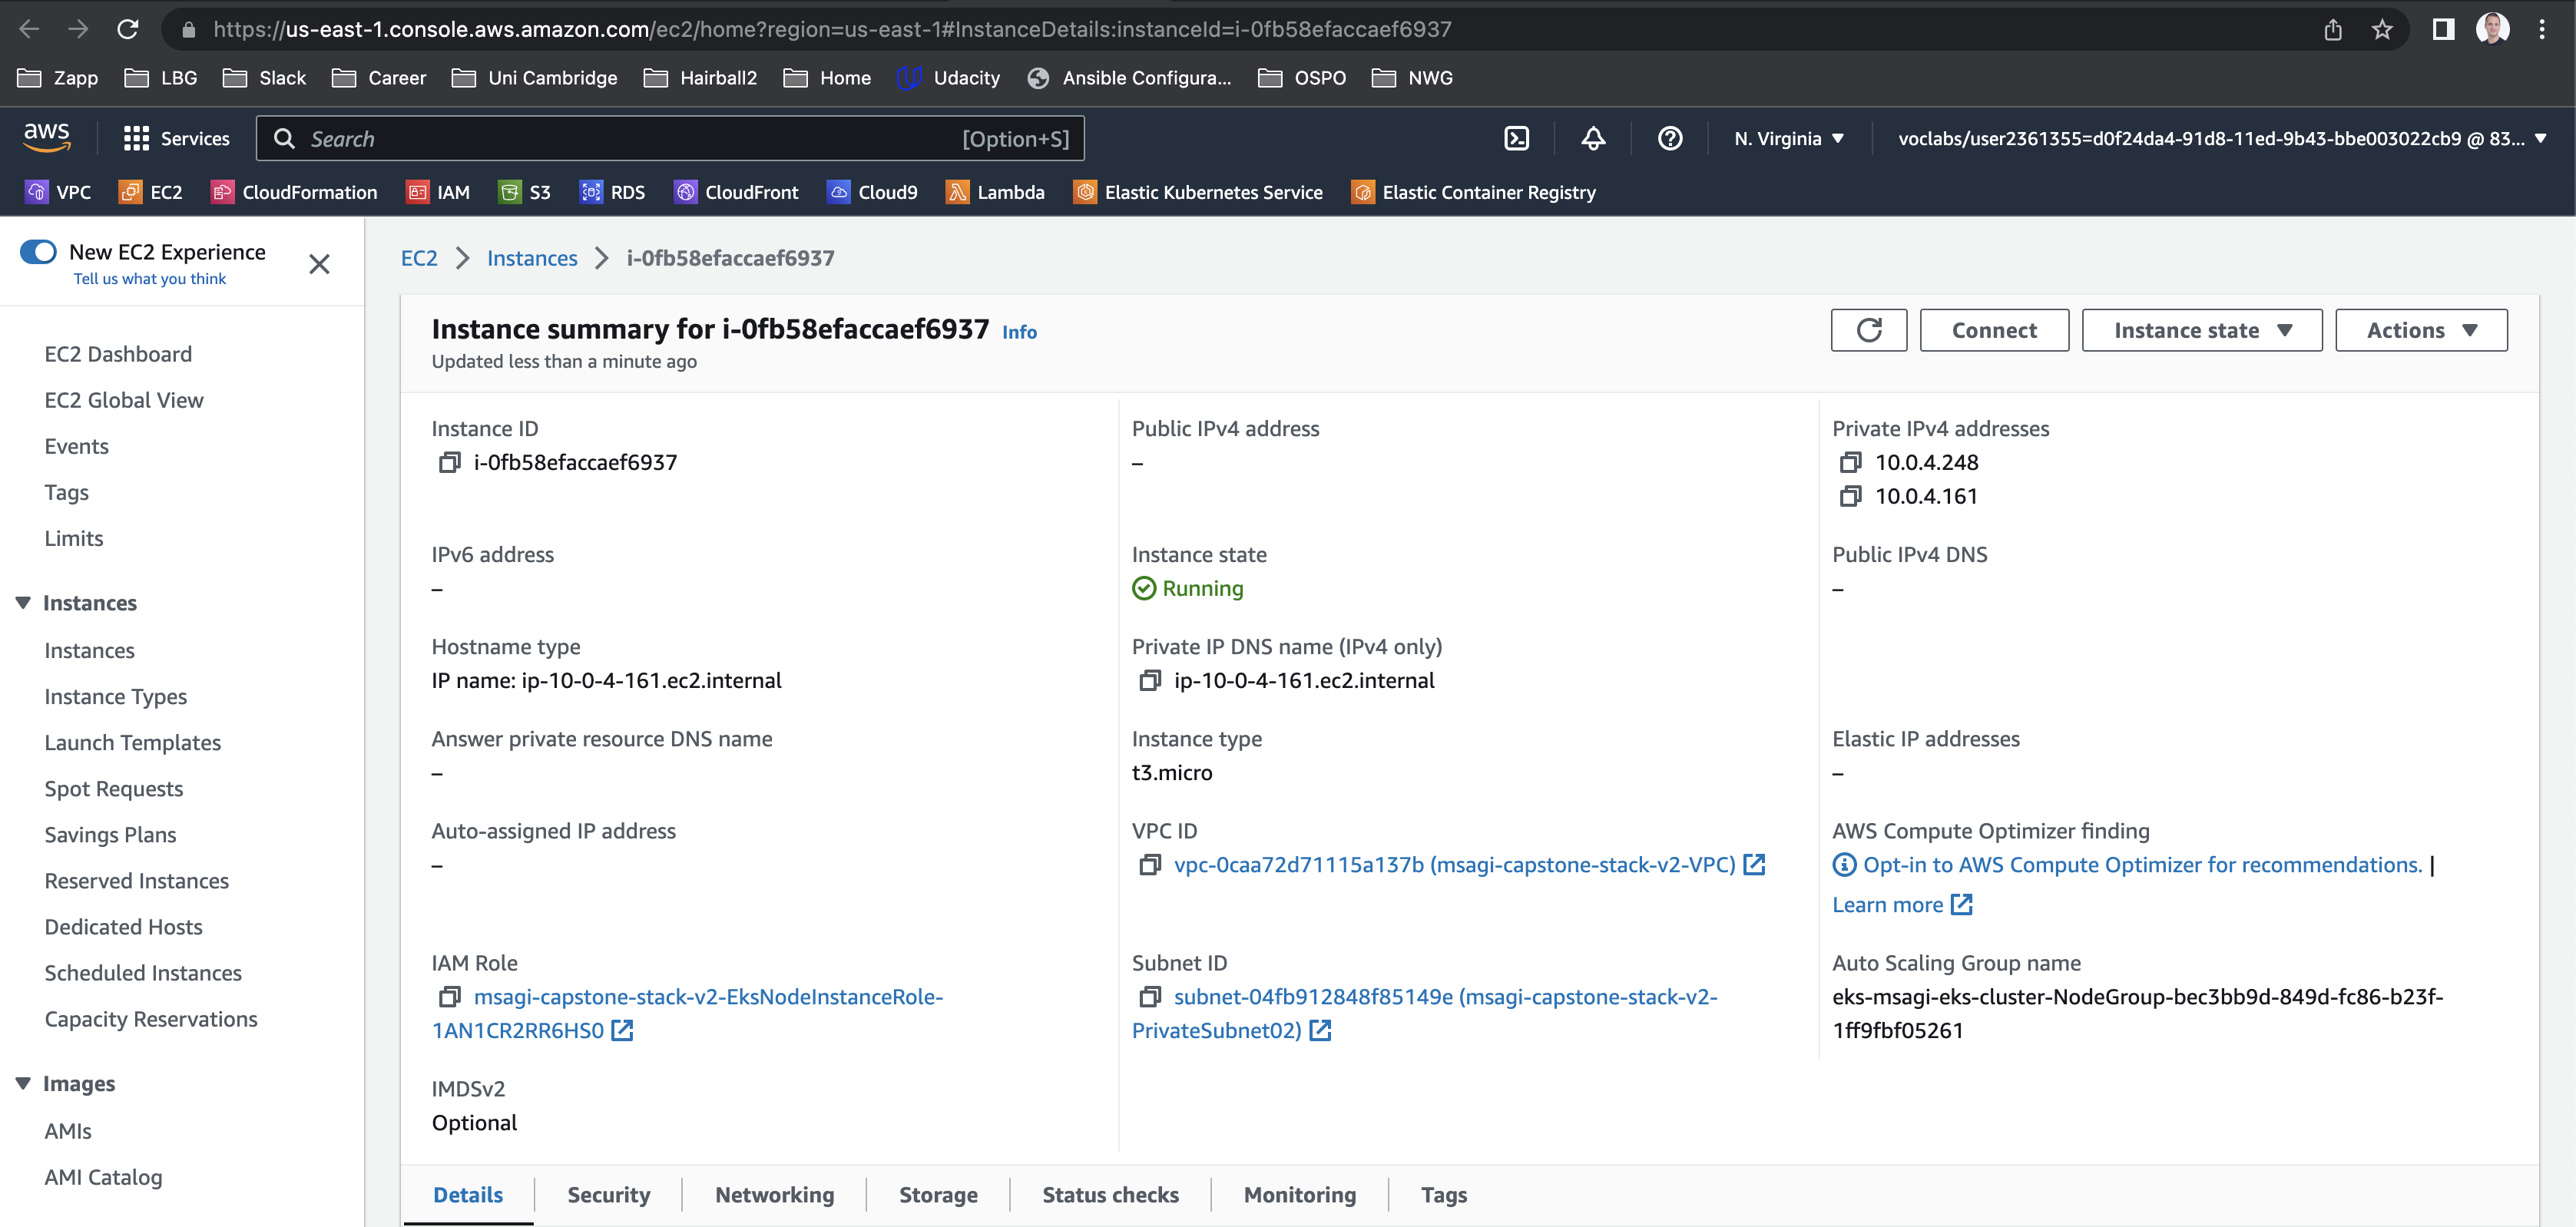 https://us-east-1.console.aws.amazon.com/ec2/home?region=us-east-1#InstanceDetails:instanceId=i-0fb58efaccaef6937
Zapp LBG Slack Career Uni Cambridge Hairball2 Home Udacity Ansible Configura... OSPO NWG
aws Services Search [Option+S] N. Virginia voclabs/user2361355=d0f24da4-91d8-11ed-9b43-bbe003022cb9 @ 83...
VPC EC2 CloudFormation IAM S3 RDS CloudFront Cloud9 Lambda Elastic Kubernetes Service Elastic Container Registry
New EC2 Experience
Tell us what you think
EC2 Dashboard
EC2 Global View
Events
Tags
Limits
Instances
Instances
Instance Types
Launch Templates
Spot Requests
Savings Plans
Reserved Instances
Dedicated Hosts
Scheduled Instances
Capacity Reservations
Images
AMIs
AMI Catalog
EC2 > Instances > i-0fb58efaccaef6937
Instance summary for i-0fb58efaccaef6937 Info
Updated less than a minute ago
Connect Instance state Actions
Instance ID
i-0fb58efaccaef6937
Public IPv4 address
–
Private IPv4 addresses
10.0.4.248
10.0.4.161
IPv6 address
–
Instance state
Running
Public IPv4 DNS
–
Hostname type
IP name: ip-10-0-4-161.ec2.internal
Private IP DNS name (IPv4 only)
ip-10-0-4-161.ec2.internal
Answer private resource DNS name
–
Instance type
t3.micro
Elastic IP addresses
–
Auto-assigned IP address
–
VPC ID
vpc-0caa72d71115a137b (msagi-capstone-stack-v2-VPC)
AWS Compute Optimizer finding
Opt-in to AWS Compute Optimizer for recommendations. |
Learn more
IAM Role
msagi-capstone-stack-v2-EksNodeInstanceRole-
1AN1CR2RR6HS0
Subnet ID
subnet-04fb912848f85149e (msagi-capstone-stack-v2-
PrivateSubnet02)
Auto Scaling Group name
eks-msagi-eks-cluster-NodeGroup-bec3bb9d-849d-fc86-b23f-
1ff9fbf05261
IMDSv2
Optional
Details Security Networking Storage Status checks Monitoring Tags